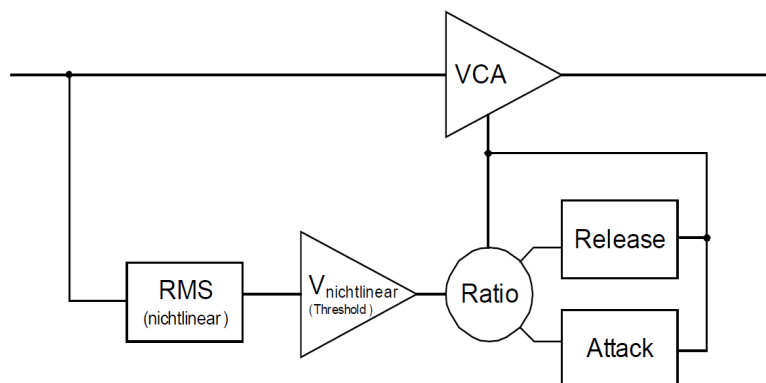 VCA
Release
RMS
(nichtlinear)
Vnichtlinear
(Threshold)
Ratio
Attack